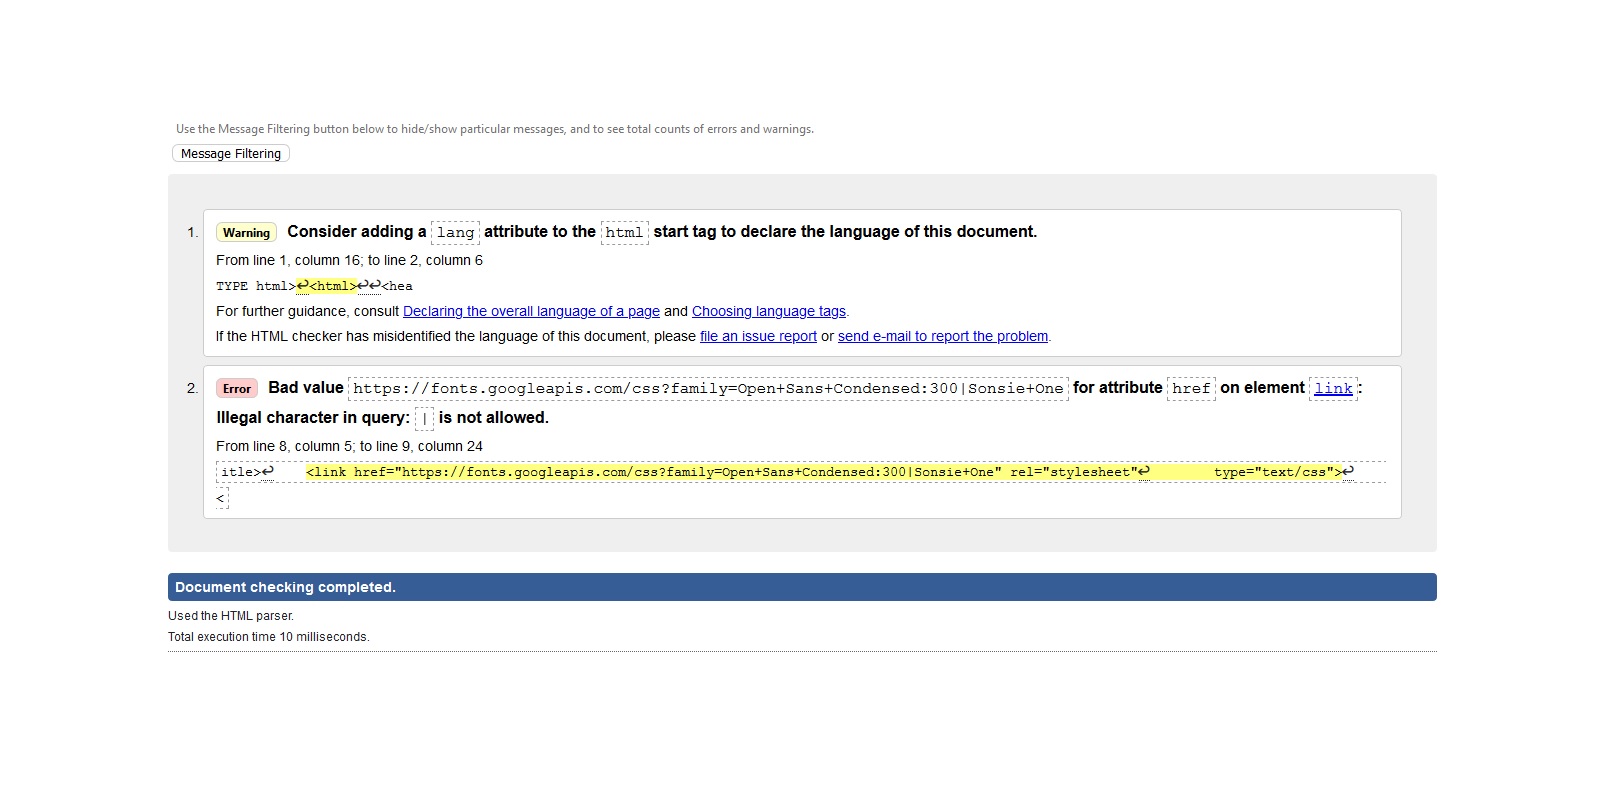 Use the Message Filtering button below to hide/show particular messages, and to see total counts of errors and warnings.
Message Filtering
1. Warning Consider adding a lang attribute to the html start tag to declare the language of this document.
From line 1, column 16; to line 2, column 6
TYPE html>↩<html>↩↩<hea
For further guidance, consult Declaring the overall language of a page and Choosing language tags.
If the HTML checker has misidentified the language of this document, please file an issue report or send e-mail to report the problem.
2. Error Bad value https://fonts.googleapis.com/css?family=Open+Sans+Condensed:300|Sonsie+One for attribute href on element link:
Illegal character in query: | is not allowed.
From line 8, column 5; to line 9, column 24
itle>↩    <link href="https://fonts.googleapis.com/css?family=Open+Sans+Condensed:300|Sonsie+One" rel="stylesheet"↩        type="text/css">↩
<
Document checking completed.
Used the HTML parser.
Total execution time 10 milliseconds.